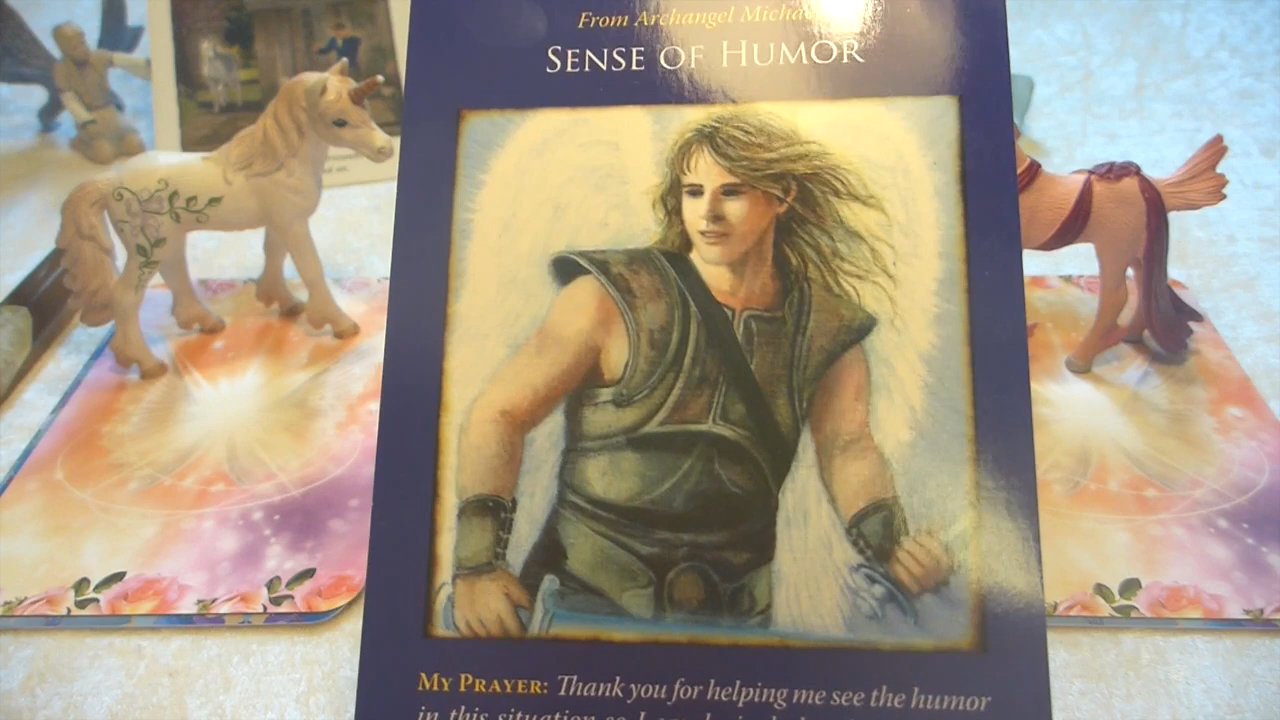 From Archangel Michael
SENSE OF HUMOR
MY PRAYER: Thank you for helping me see the humor
in this situation so I